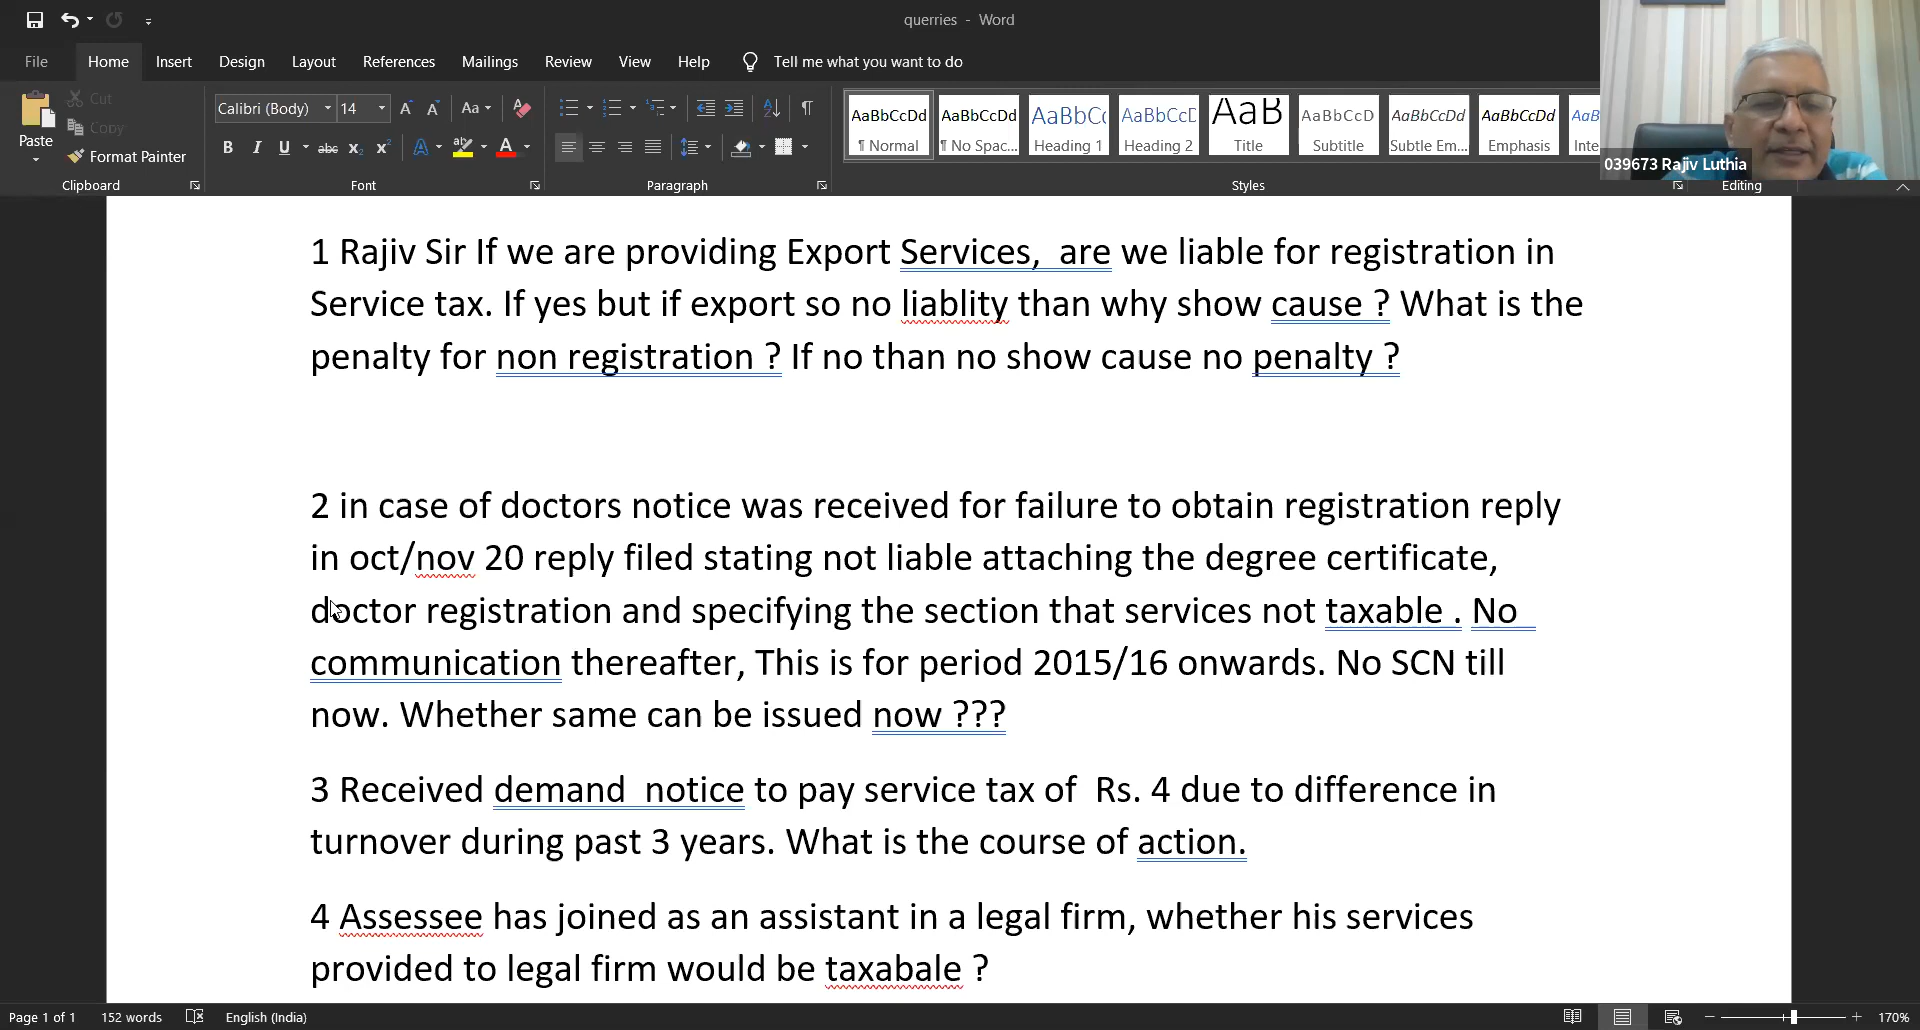 querries - Word
File Home Insert Design Layout References Mailings Review View Help Tell me what you want to do
Cut
Copy
Paste
Format Painter
Clipboard
Calibri (Body) 14
Font
Paragraph
AaBbCcDd AaBbCcDd AaBbC AaBbCcE AaB AaBbCcD AaBbCcDd AaBbCcDd
¶ Normal ¶ No Spac... Heading 1 Heading 2 Title Subtitle Subtle Em... Emphasis
Styles
Editing
039673 Rajiv Luthia
1 Rajiv Sir If we are providing Export Services, are we liable for registration in
Service tax. If yes but if export so no liablity than why show cause ? What is the
penalty for non registration ? If no than no show cause no penalty ?
2 in case of doctors notice was received for failure to obtain registration reply
in oct/nov 20 reply filed stating not liable attaching the degree certificate,
doctor registration and specifying the section that services not taxable . No
communication thereafter, This is for period 2015/16 onwards. No SCN till
now. Whether same can be issued now ???
3 Received demand notice to pay service tax of Rs. 4 due to difference in
turnover during past 3 years. What is the course of action.
4 Assessee has joined as an assistant in a legal firm, whether his services
provided to legal firm would be taxabale ?
Page 1 of 1 152 words English (India) 170%